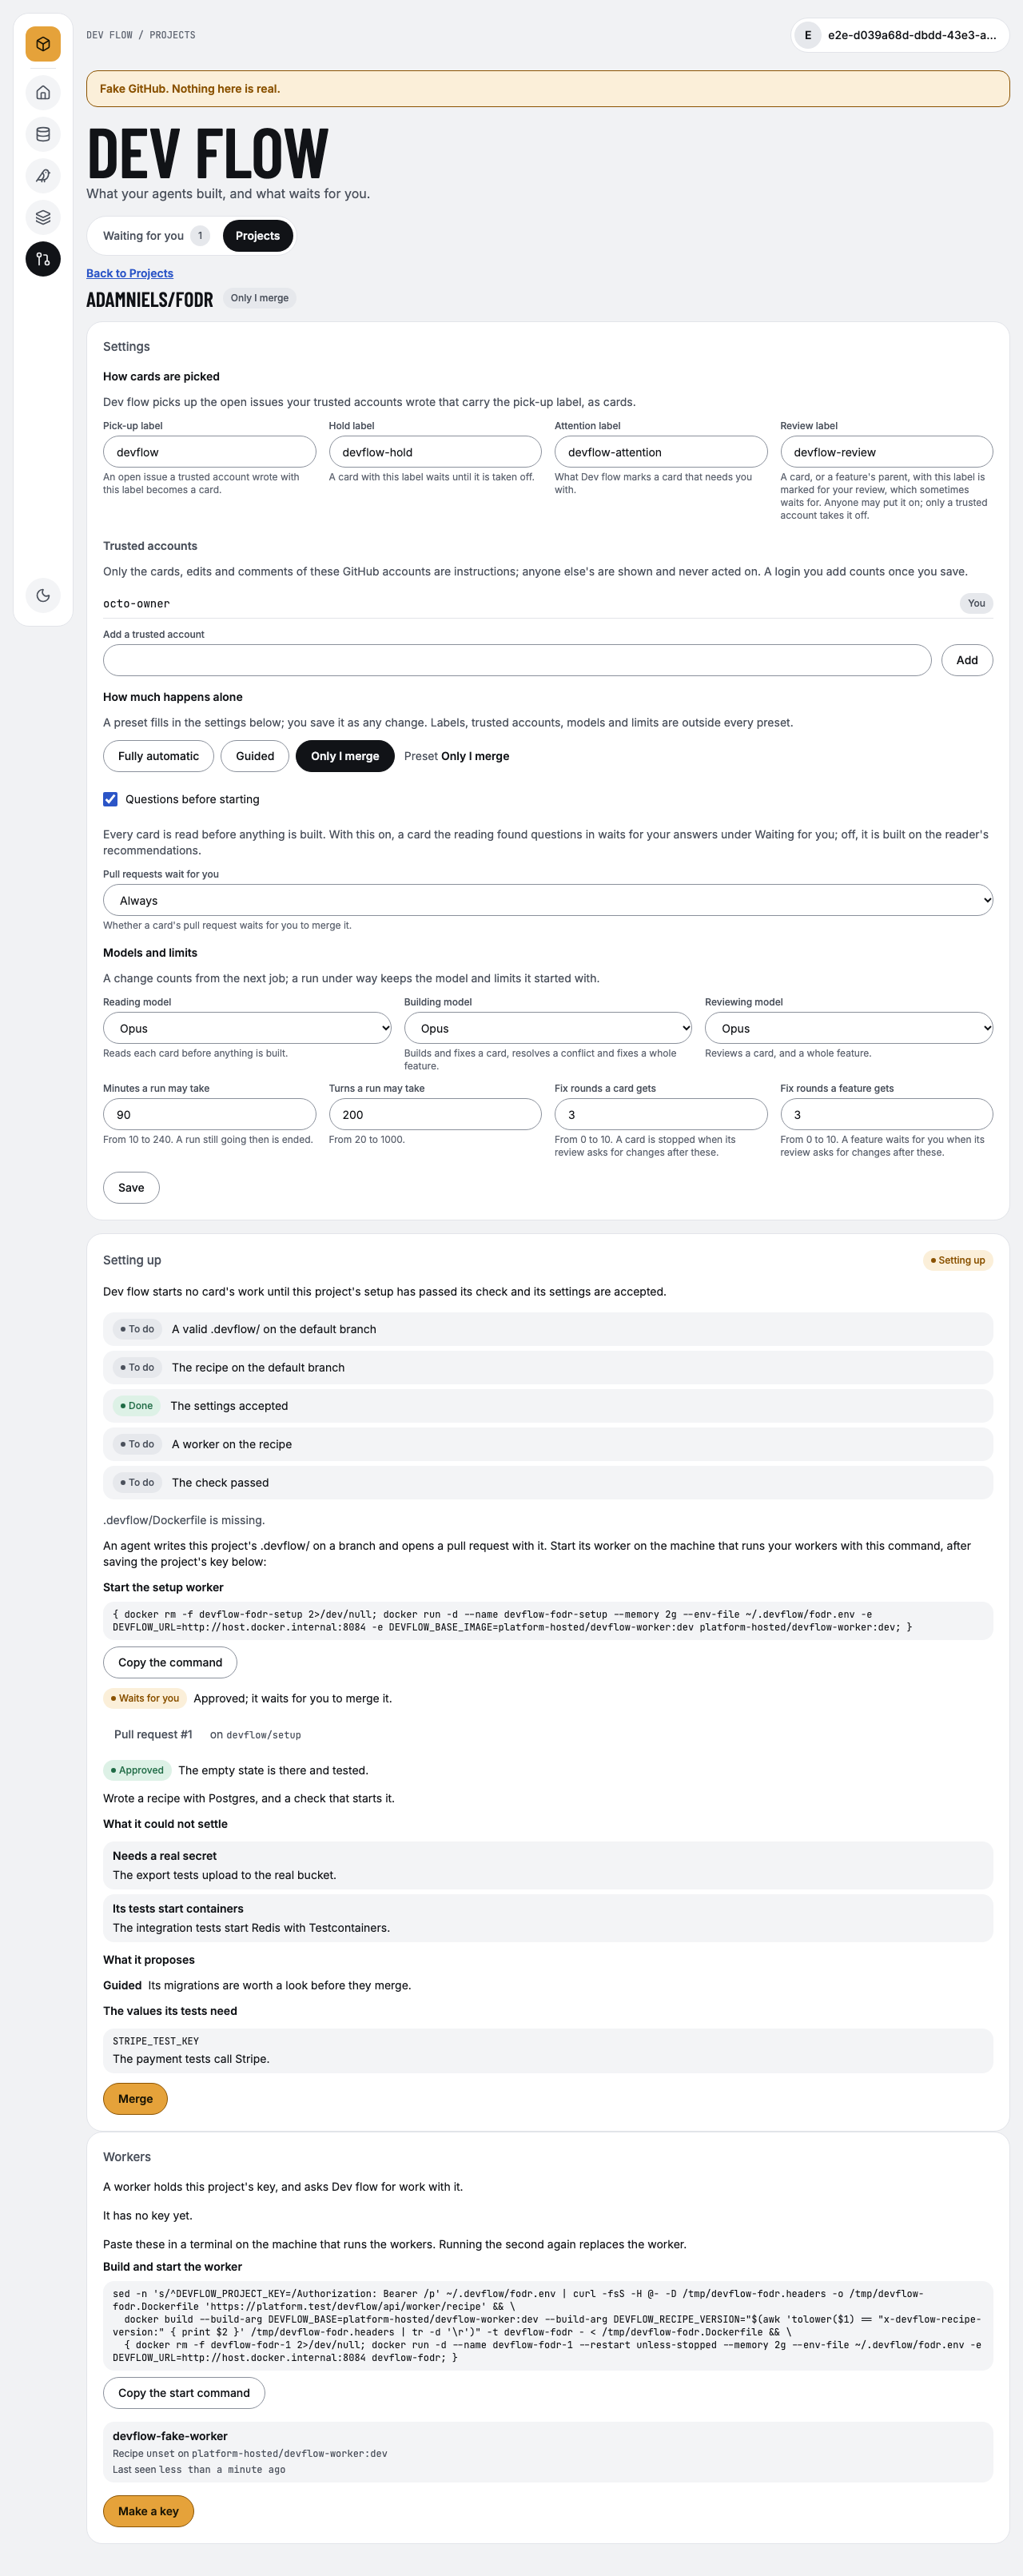 DEV FLOW / PROJECTS
E
e2e-d039a68d-dbdd-43e3-a...
Fake GitHub. Nothing here is real.
DEV FLOW
What your agents built, and what waits for you.
Waiting for you 1
Projects
Back to Projects
ADAMNIELS/FODR Only I merge
Settings
How cards are picked
Dev flow picks up the open issues your trusted accounts wrote that carry the pick-up label, as cards.
Pick-up label
devflow
An open issue a trusted account wrote with
this label becomes a card.
Hold label
devflow-hold
A card with this label waits until it is taken off.
Attention label
devflow-attention
What Dev flow marks a card that needs you
with.
Review label
devflow-review
A card, or a feature's parent, with this label is
marked for your review, which sometimes
waits for. Anyone may put it on; only a trusted
account takes it off.
Trusted accounts
Only the cards, edits and comments of these GitHub accounts are instructions; anyone else's are shown and never acted on. A login you add counts once you save.
octo-owner You
Add a trusted account
Add
How much happens alone
A preset fills in the settings below; you save it as any change. Labels, trusted accounts, models and limits are outside every preset.
Fully automatic Guided Only I merge Preset Only I merge
Questions before starting
Every card is read before anything is built. With this on, a card the reading found questions in waits for your answers under Waiting for you; off, it is built on the reader's
recommendations.
Pull requests wait for you
Always
Whether a card's pull request waits for you to merge it.
Models and limits
A change counts from the next job; a run under way keeps the model and limits it started with.
Reading model
Opus
Reads each card before anything is built.
Building model
Opus
Builds and fixes a card, resolves a conflict and fixes a whole
feature.
Reviewing model
Opus
Reviews a card, and a whole feature.
Minutes a run may take
90
From 10 to 240. A run still going then is ended.
Turns a run may take
200
From 20 to 1000.
Fix rounds a card gets
3
From 0 to 10. A card is stopped when its
review asks for changes after these.
Fix rounds a feature gets
3
From 0 to 10. A feature waits for you when its
review asks for changes after these.
Save
Setting up Setting up
Dev flow starts no card's work until this project's setup has passed its check and its settings are accepted.
To do A valid .devflow/ on the default branch
To do The recipe on the default branch
Done The settings accepted
To do A worker on the recipe
To do The check passed
.devflow/Dockerfile is missing.
An agent writes this project's .devflow/ on a branch and opens a pull request with it. Start its worker on the machine that runs your workers with this command, after
saving the project's key below:
Start the setup worker
{ docker rm -f devflow-fodr-setup 2>/dev/null; docker run -d --name devflow-fodr-setup --memory 2g --env-file ~/.devflow/fodr.env -e
DEVFLOW_URL=http://host.docker.internal:8084 -e DEVFLOW_BASE_IMAGE=platform-hosted/devflow-worker:dev platform-hosted/devflow-worker:dev; }
Copy the command
Waits for you Approved; it waits for you to merge it.
Pull request #1 on devflow/setup
Approved The empty state is there and tested.
Wrote a recipe with Postgres, and a check that starts it.
What it could not settle
Needs a real secret
The export tests upload to the real bucket.
Its tests start containers
The integration tests start Redis with Testcontainers.
What it proposes
Guided Its migrations are worth a look before they merge.
The values its tests need
STRIPE_TEST_KEY
The payment tests call Stripe.
Merge
Workers
A worker holds this project's key, and asks Dev flow for work with it.
It has no key yet.
Paste these in a terminal on the machine that runs the workers. Running the second again replaces the worker.
Build and start the worker
sed -n 's/^DEVFLOW_PROJECT_KEY=/Authorization: Bearer /p' ~/.devflow/fodr.env | curl -fsS -H @- -D /tmp/devflow-fodr.headers -o /tmp/devflow-
fodr.Dockerfile 'https://platform.test/devflow/api/worker/recipe' && \
docker build --build-arg DEVFLOW_BASE=platform-hosted/devflow-worker:dev --build-arg DEVFLOW_RECIPE_VERSION="$(awk 'tolower($1) == "x-devflow-recipe-
version:" { print $2 }' /tmp/devflow-fodr.headers | tr -d '\r')" -t devflow-fodr - < /tmp/devflow-fodr.Dockerfile && \
{ docker rm -f devflow-fodr-1 2>/dev/null; docker run -d --name devflow-fodr-1 --restart unless-stopped --memory 2g --env-file ~/.devflow/fodr.env -e
DEVFLOW_URL=http://host.docker.internal:8084 devflow-fodr; }
Copy the start command
devflow-fake-worker
Recipe unset on platform-hosted/devflow-worker:dev
Last seen less than a minute ago
Make a key